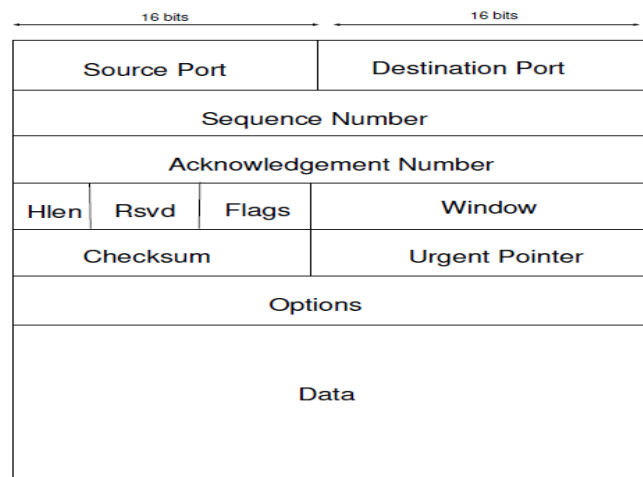 16 bits 16 bits
Source Port Destination Port
Sequence Number
Acknowledgement Number
Hlen Rsvd Flags Window
Checksum Urgent Pointer
Options
Data